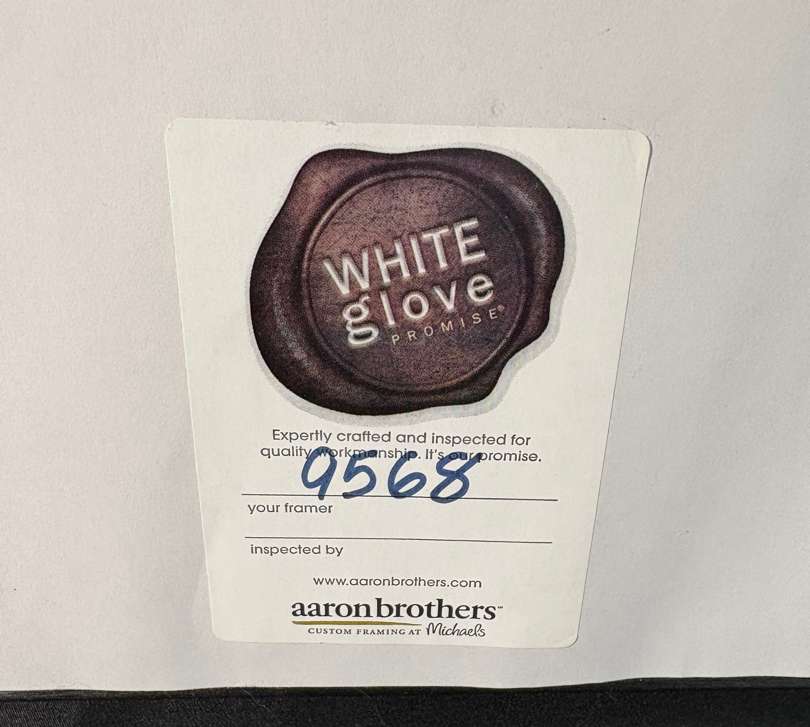 WHITE
glove
PROMISE®
Expertly crafted and inspected for
quality workmanship. It's our promise.
9568
your framer
inspected by
www.aaronbrothers.com
aaron brothers™
CUSTOM FRAMING AT Michaels